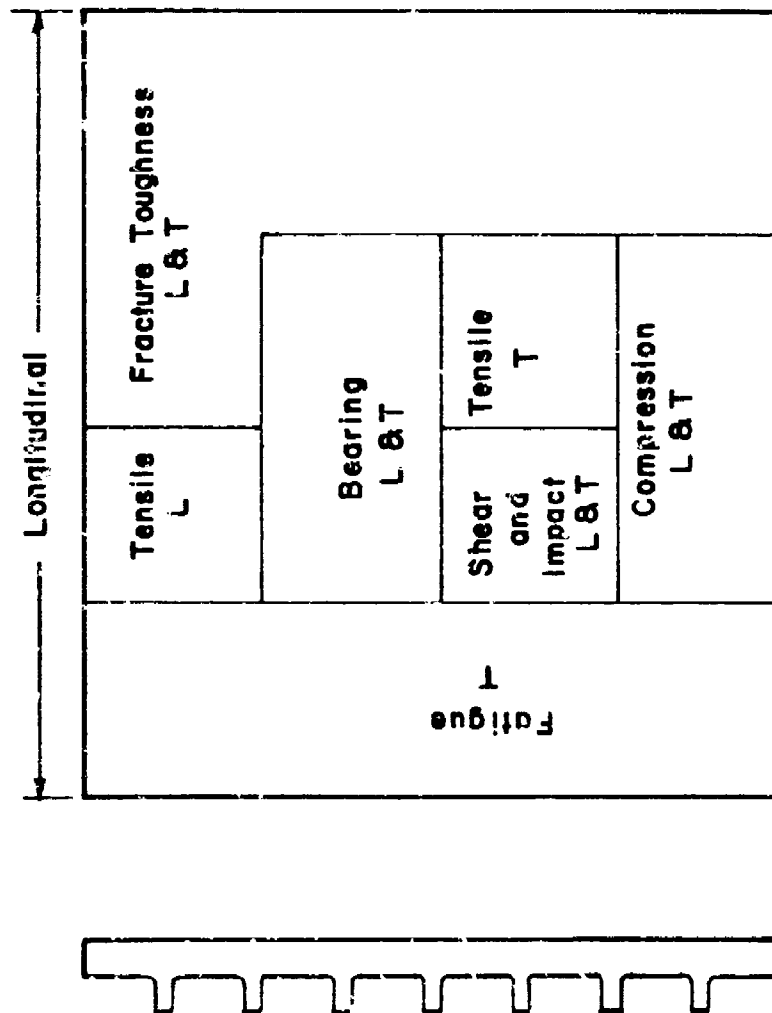 Longitudinal
Fracture Toughness
L & T
Tensile
L
Bearing
L & T
Tensile
T
Shear
and
Impact
L & T
Compression
L & T
Fatigue
T